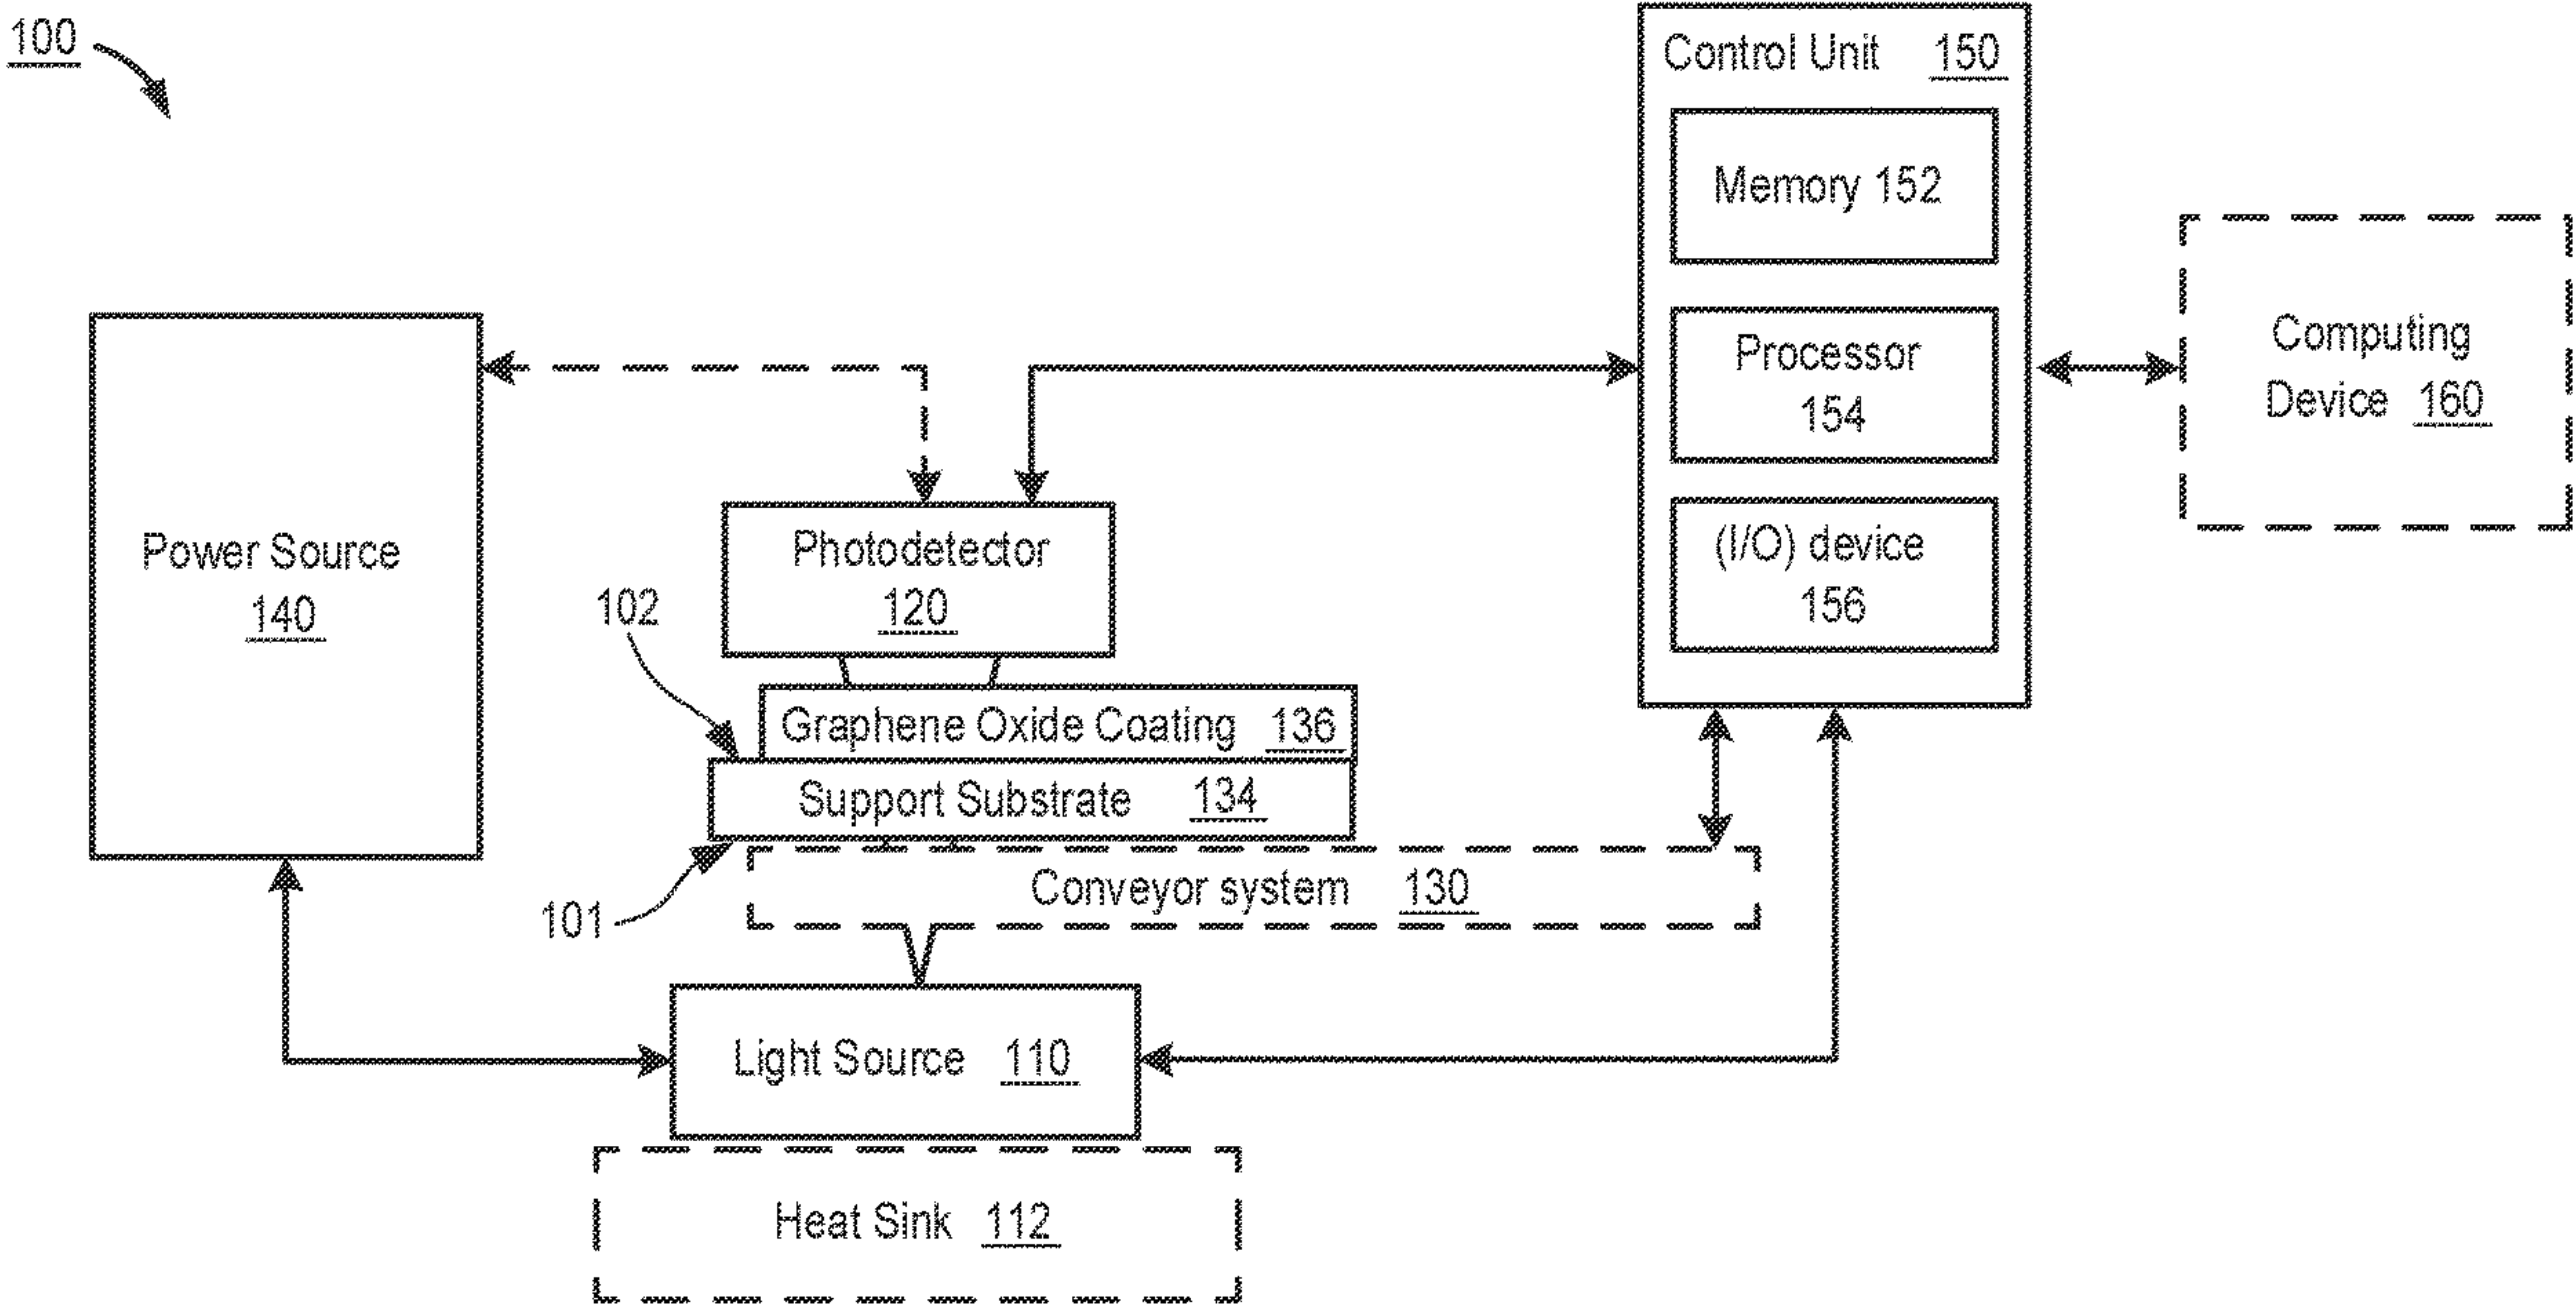 100
Control Unit 150
Memory 152
Processor
154
(I/O) device
156
Computing
Device 160
Power Source
140
Photodetector
120
102
Graphene Oxide Coating 136
Support Substrate 134
101
Conveyor system 130
Light Source 110
Heat Sink 112